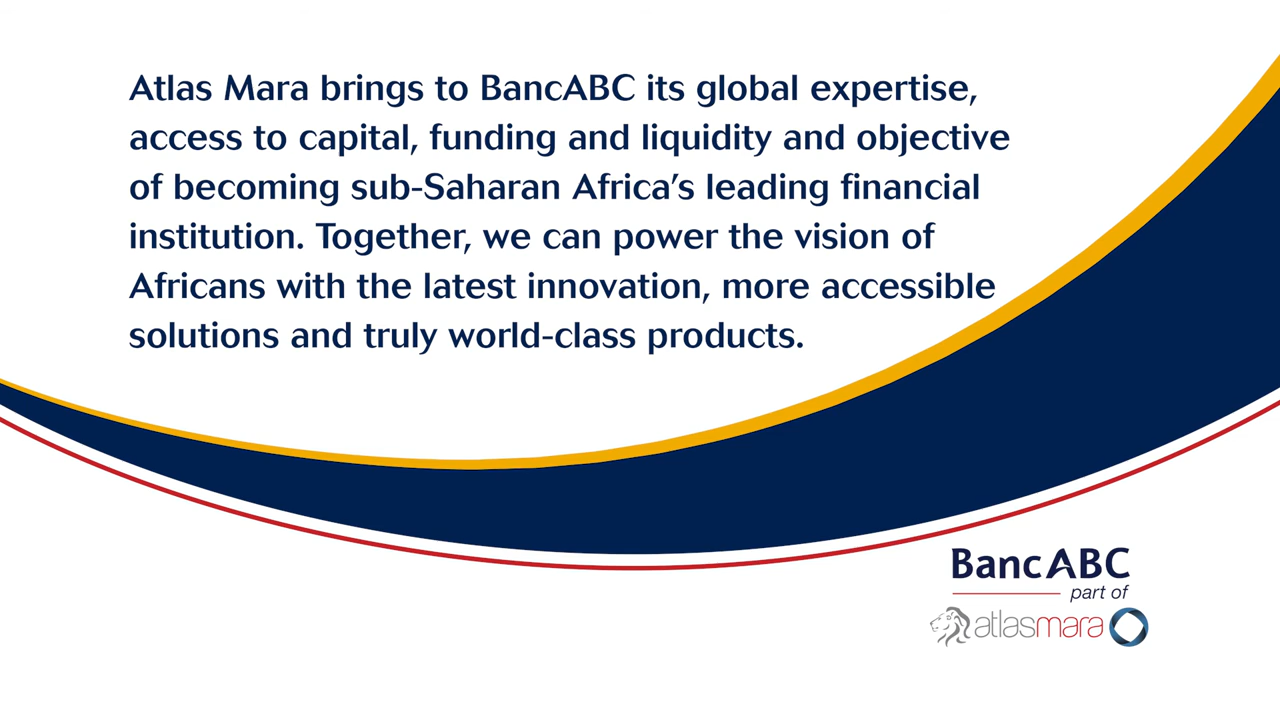 Atlas Mara brings to BancABC its global expertise,
access to capital, funding and liquidity and objective
of becoming sub-Saharan Africa’s leading financial
institution. Together, we can power the vision of
Africans with the latest innovation, more accessible
solutions and truly world-class products.
BancABC
part of
atlasmara